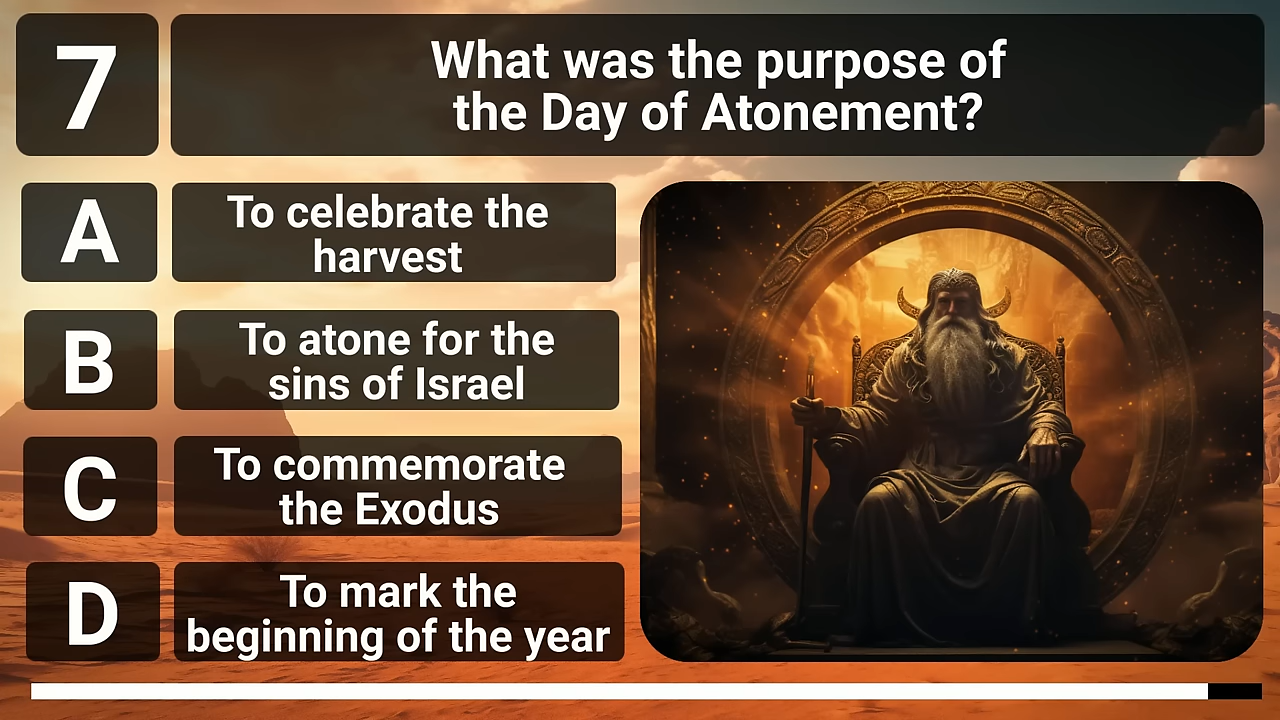 7
What was the purpose of
the Day of Atonement?
A
To celebrate the
harvest
B
To atone for the
sins of Israel
C
To commemorate
the Exodus
D
To mark the
beginning of the year